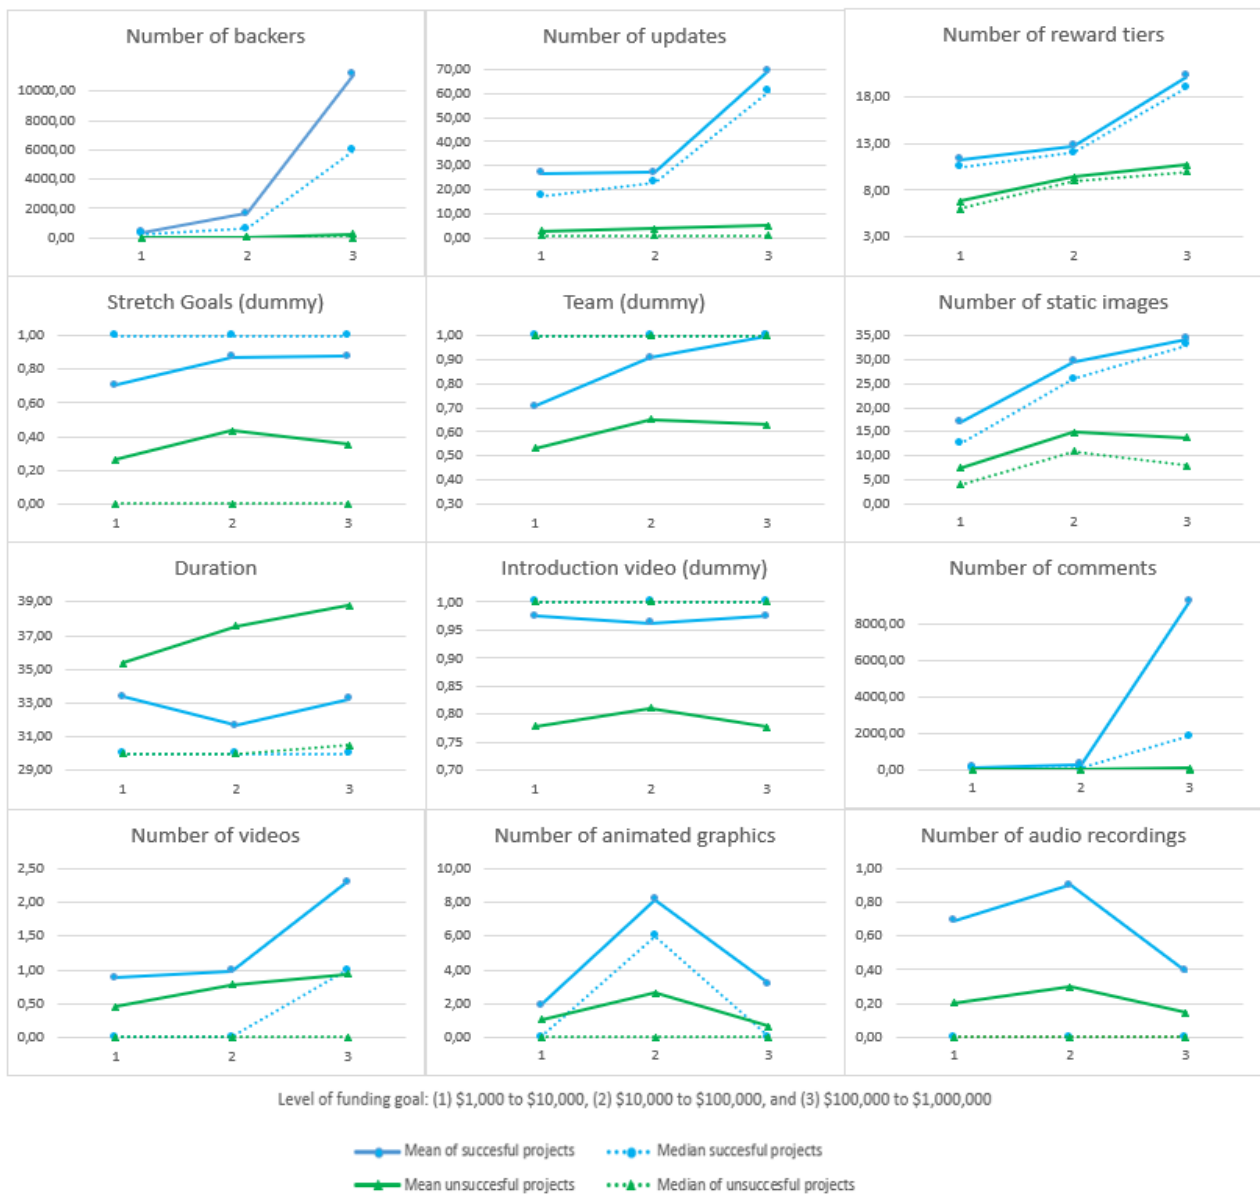 Number of backers
10000,00
8000,00
6000,00
4000,00
2000,00
0,00
1 2 3
Number of updates
70,00
60,00
50,00
40,00
30,00
20,00
10,00
0,00
1 2 3
Number of reward tiers
18,00
13,00
8,00
3,00
1 2 3
Stretch Goals (dummy)
1,00
0,80
0,60
0,40
0,20
0,00
1 2 3
Team (dummy)
1,00
0,90
0,80
0,70
0,60
0,50
0,40
0,30
1 2 3
Number of static images
35,00
30,00
25,00
20,00
15,00
10,00
5,00
0,00
1 2 3
Duration
39,00
37,00
35,00
33,00
31,00
29,00
1 2 3
Introduction video (dummy)
1,00
0,95
0,90
0,85
0,80
0,75
0,70
1 2 3
Number of comments
8000,00
6000,00
4000,00
2000,00
0,00
1 2 3
Number of videos
2,50
2,00
1,50
1,00
0,50
0,00
1 2 3
Number of animated graphics
10,00
8,00
6,00
4,00
2,00
0,00
1 2 3
Number of audio recordings
1,00
0,80
0,60
0,40
0,20
0,00
1 2 3
Level of funding goal: (1) $1,000 to $10,000, (2) $10,000 to $100,000, and (3) $100,000 to $1,000,000
Mean of succesful projects
Median succesful projects
Mean unsuccesful projects
Median of unsuccesful projects